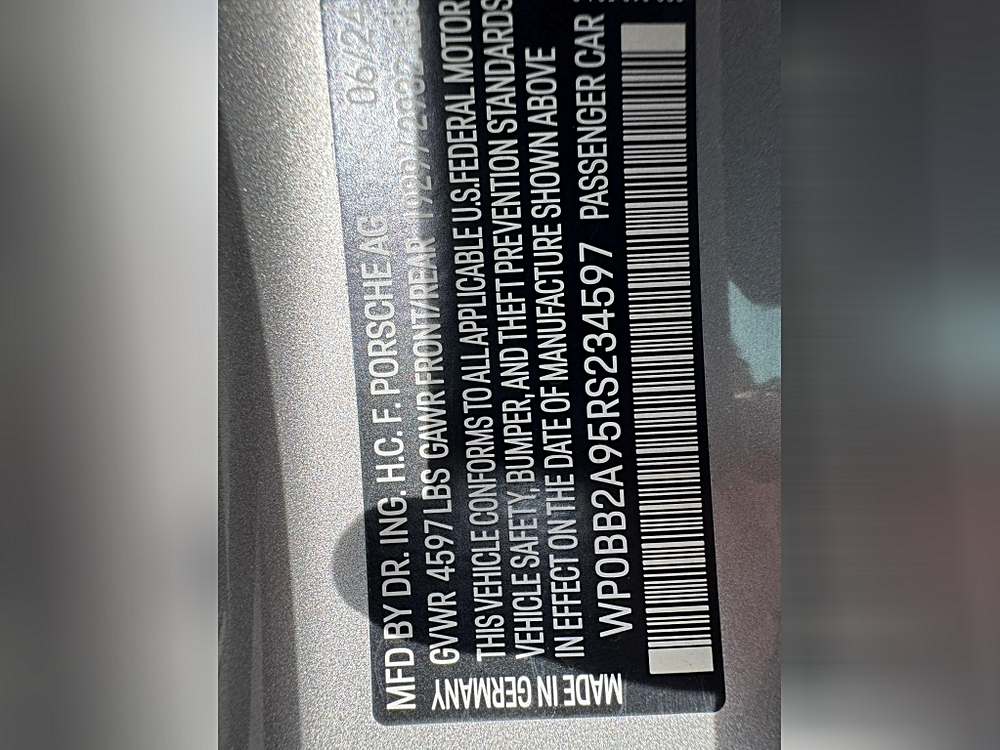 MFD BY DR. ING. H.C. F. PORSCHE AG 06/24
GVWR 4597 LBS GAWR FRONT/REAR 1929/
THIS VEHICLE CONFORMS TO ALL APPLICABLE U.S. FEDERAL MOTOR
VEHICLE SAFETY, BUMPER, AND THEFT PREVENTION STANDARDS
IN EFFECT ON THE DATE OF MANUFACTURE SHOWN ABOVE
WP0BB2A95RS234597 PASSENGER CAR
MADE IN GERMANY